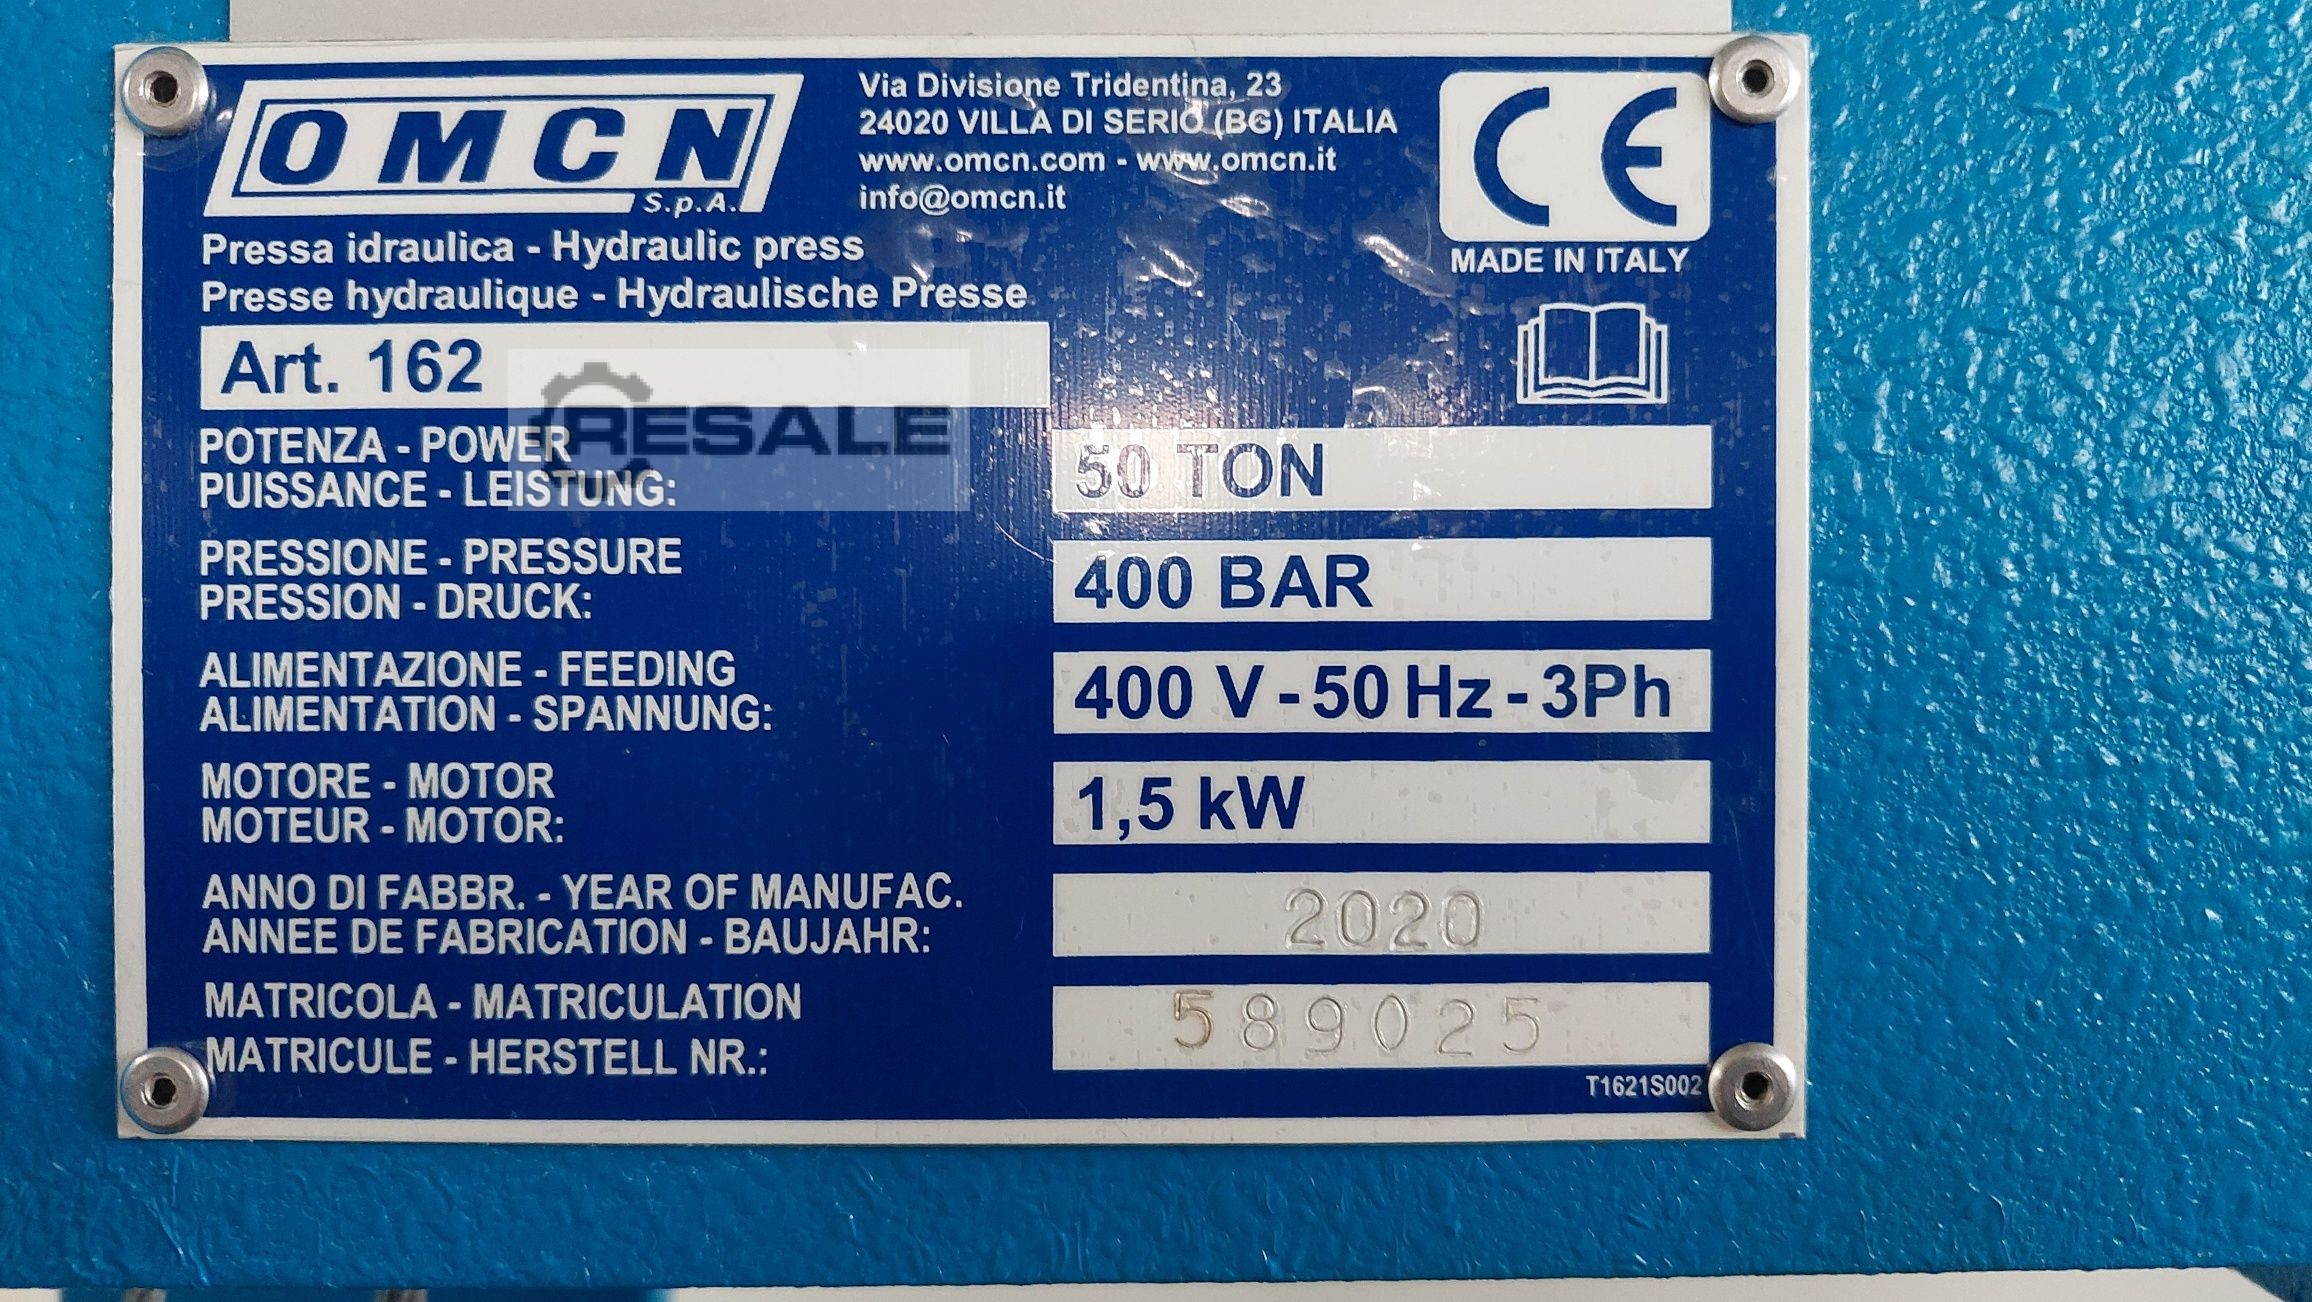 OMCN
S.p.A.
Via Divisione Tridentina, 23
24020 VILLA DI SERIO (BG) ITALIA
www.omcn.com - www.omcn.it
info@omcn.it
CE
MADE IN ITALY
Pressa idraulica - Hydraulic press
Presse hydraulique - Hydraulische Presse
Art. 162
RESALE
POTENZA - POWER
PUISSANCE - LEISTUNG:
50 TON
PRESSIONE - PRESSURE
PRESSION - DRUCK:
400 BAR
ALIMENTAZIONE - FEEDING
ALIMENTATION - SPANNUNG:
400 V - 50 Hz - 3Ph
MOTORE - MOTOR
MOTEUR - MOTOR:
1,5 kW
ANNO DI FABBR. - YEAR OF MANUFAC.
ANNEE DE FABRICATION - BAUJAHR:
2020
MATRICOLA - MATRICULATION
MATRICULE - HERSTELL NR.:
589025
T1621S002